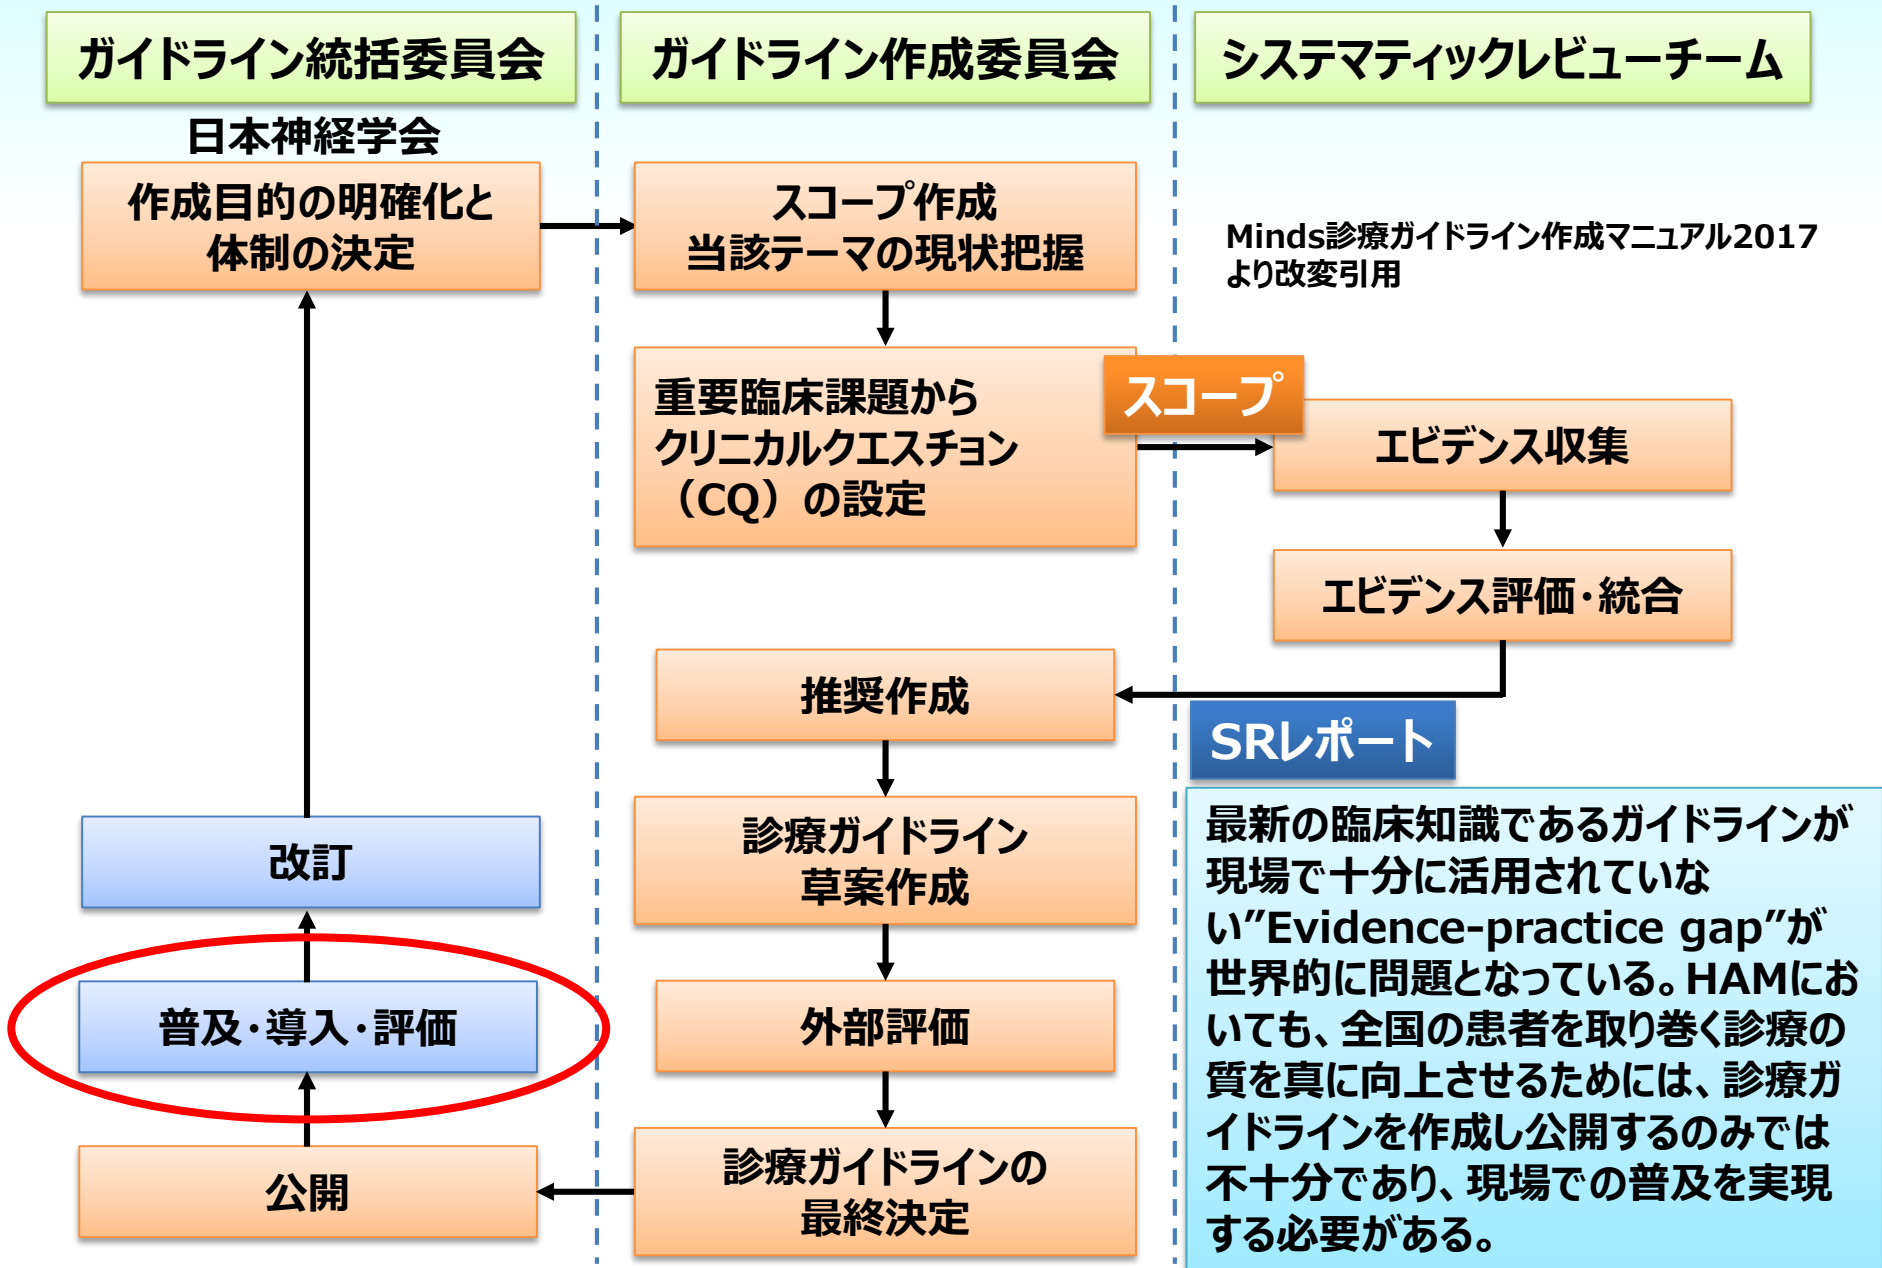 ガイドライン統括委員会
日本神経学会
作成目的の明確化と
体制の決定
改訂
普及・導入・評価
公開
ガイドライン作成委員会
スコープ作成
当該テーマの現状把握
重要臨床課題から
クリニカルクエスチョン
（CQ）の設定
スコープ
推奨作成
診療ガイドライン
草案作成
外部評価
診療ガイドラインの
最終決定
システマティックレビューチーム
Minds診療ガイドライン作成マニュアル2017
より改変引用
エビデンス収集
エビデンス評価・統合
SRレポート
最新の臨床知識であるガイドラインが
現場で十分に活用されていな
い”Evidence-practice gap”が
世界的に問題となっている。HAMにお
いても、全国の患者を取り巻く診療の
質を真に向上させるためには、診療ガ
イドラインを作成し公開するのみでは
不十分であり、現場での普及を実現
する必要がある。